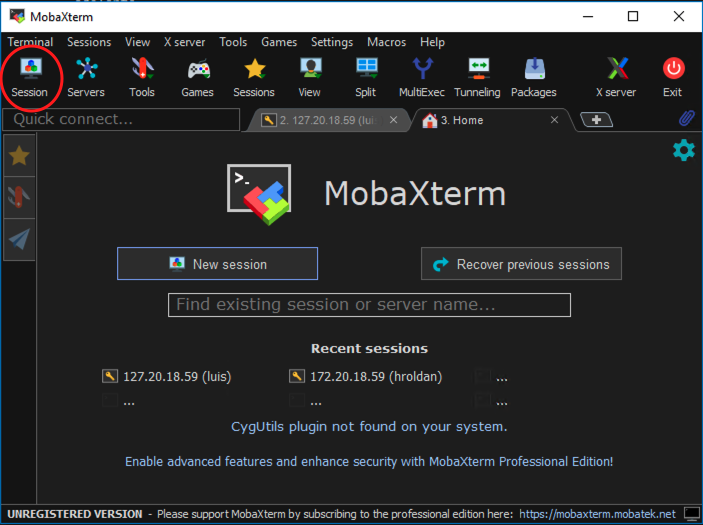 MobaXterm
Terminal Sessions View X server Tools Games Settings Macros Help
Session Servers Tools Games Sessions View Split MultiExec Tunneling Packages X server Exit
Quick connect... 2. 127.20.18.59 (luis 3. Home
MobaXterm
New session Recover previous sessions
Find existing session or server name...
Recent sessions
127.20.18.59 (luis) 172.20.18.59 (hroldan) ...
... ... ...
CygUtils plugin not found on your system.
Enable advanced features and enhance security with MobaXterm Professional Edition!
UNREGISTERED VERSION - Please support MobaXterm by subscribing to the professional edition here: https://mobaxterm.mobatek.net